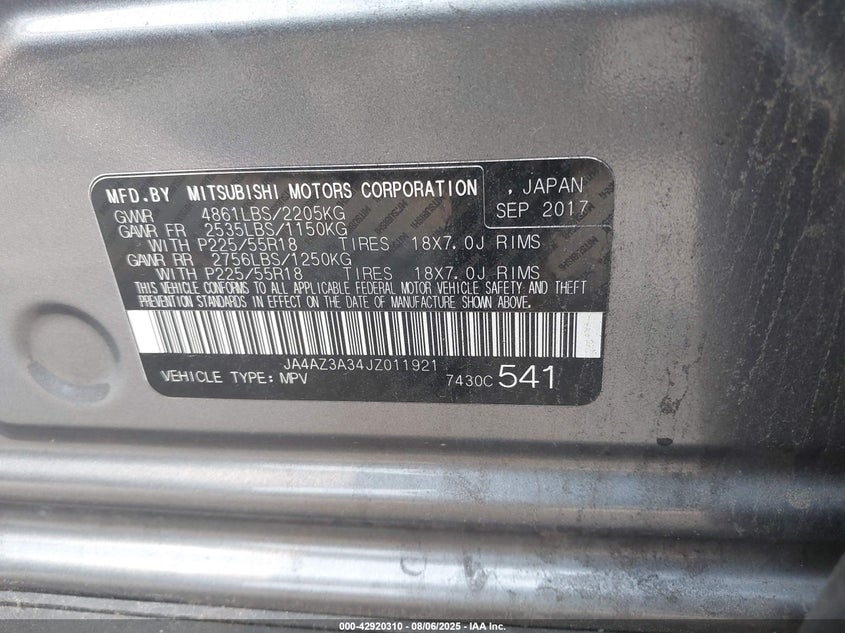 MFD.BY MITSUBISHI MOTORS CORPORATION , JAPAN
GVWR 4861LBS/2205KG SEP 2017
GAWR FR 2535LBS/1150KG
WITH P225/55R18 TIRES 18X7.0J RIMS
GAWR RR 2756LBS/1250KG
WITH P225/55R18 TIRES 18X7.0J RIMS
THIS VEHICLE CONFORMS TO ALL APPLICABLE FEDERAL MOTOR VEHICLE SAFETY AND THEFT
PREVENTION STANDARDS IN EFFECT ON THE DATE OF MANUFACTURE SHOWN ABOVE.
JA4AZ3A34JZ011921
VEHICLE TYPE: MPV 7430C 541
000-42920310 - 08/06/2025 - IAA Inc.